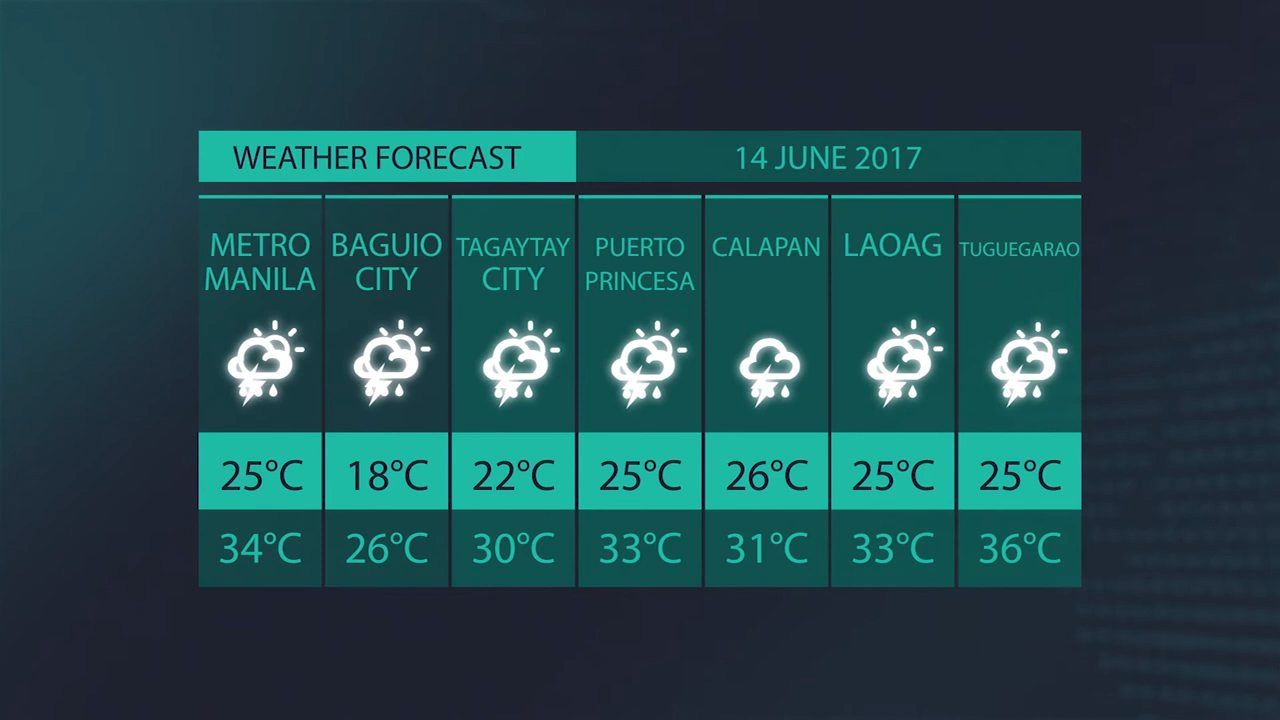 WEATHER FORECAST
14 JUNE 2017
METRO
MANILA
BAGUIO
CITY
TAGAYTAY
CITY
PUERTO
PRINCESA
CALAPAN
LAOAG
TUGUEGARAO
25°C
18°C
22°C
25°C
26°C
25°C
25°C
34°C
26°C
30°C
33°C
31°C
33°C
36°C